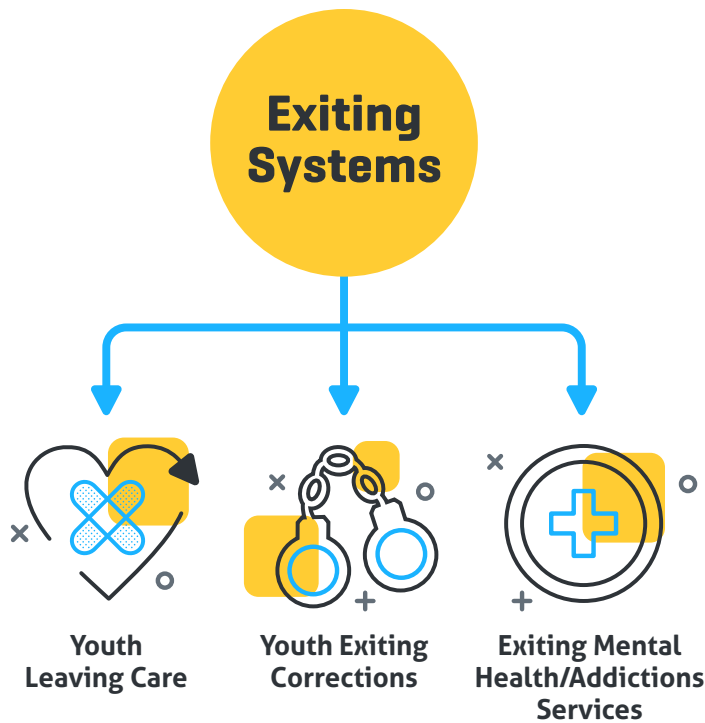 Exiting
Systems
Youth
Leaving Care
Youth Exiting
Corrections
Exiting Mental
Health/Addictions
Services